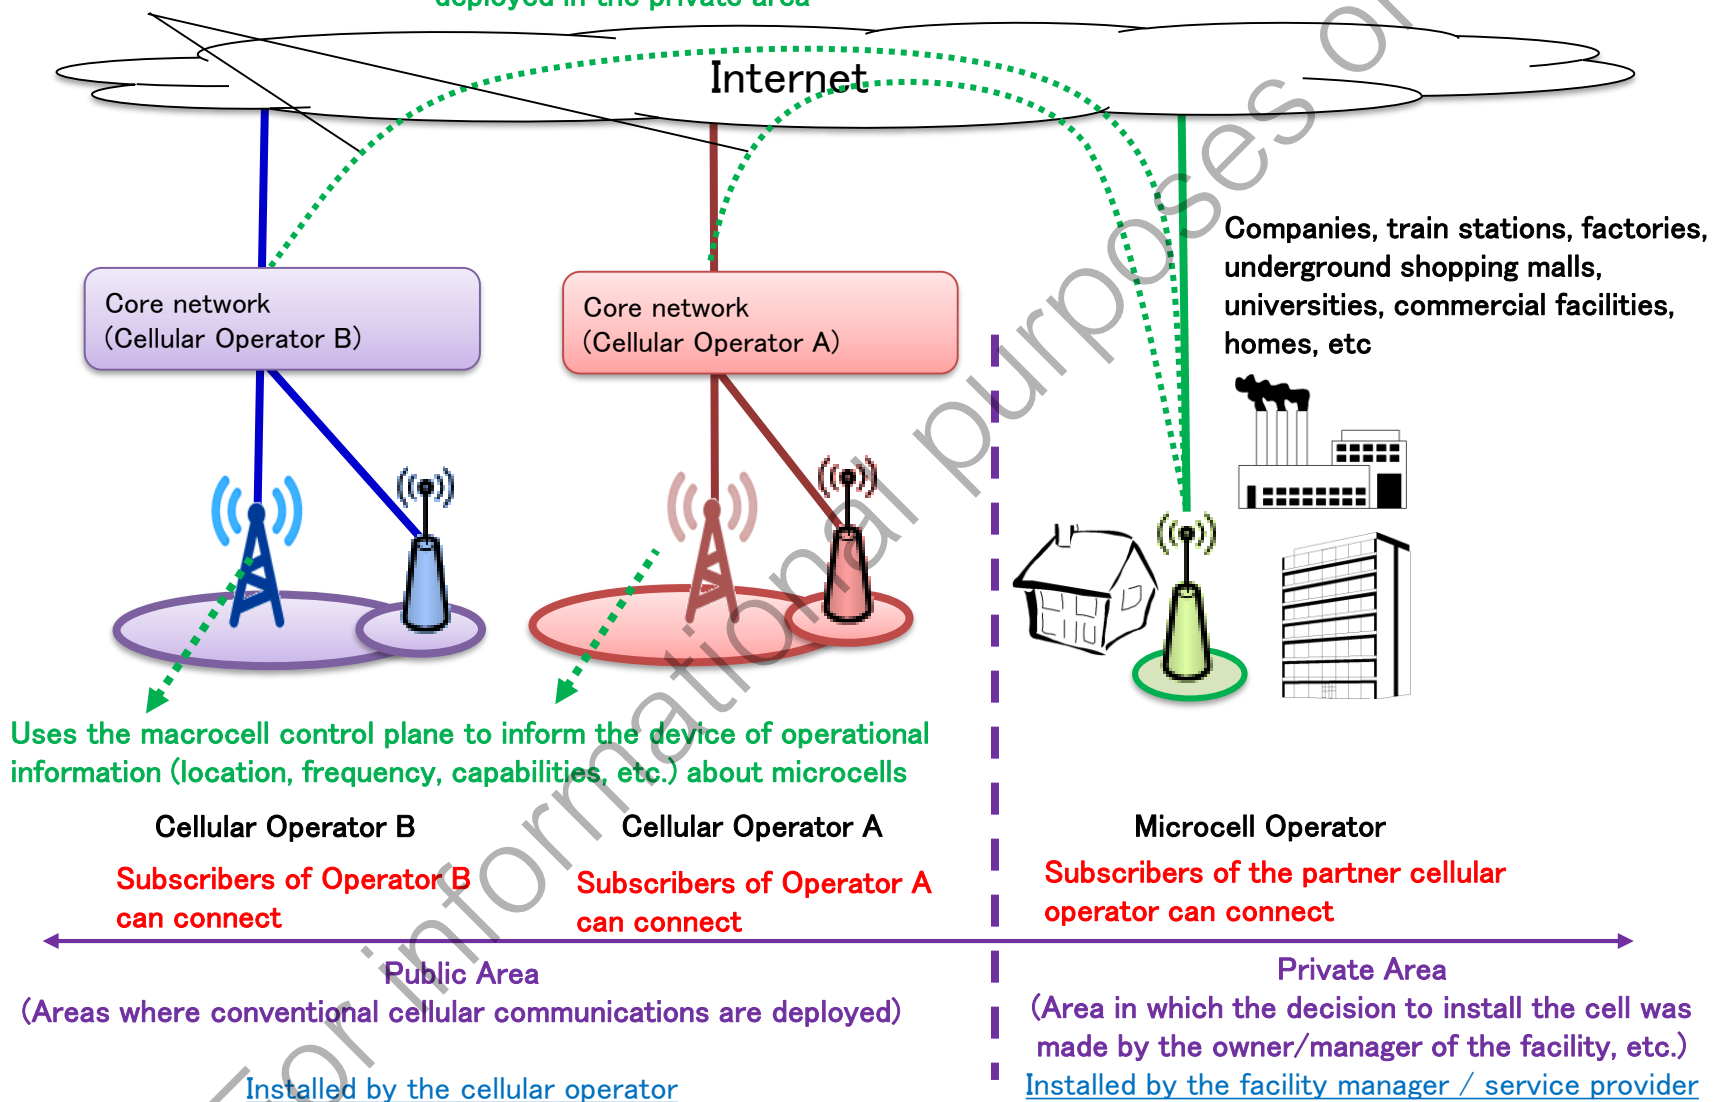 deployed in the private area
Internet
Companies, train stations, factories,
underground shopping malls,
universities, commercial facilities,
homes, etc
Core network
(Cellular Operator B)
Core network
(Cellular Operator A)
Uses the macrocell control plane to inform the device of operational
information (location, frequency, capabilities, etc.) about microcells
Cellular Operator B
Cellular Operator A
Microcell Operator
Subscribers of Operator B
can connect
Subscribers of Operator A
can connect
Subscribers of the partner cellular
operator can connect
Public Area
(Areas where conventional cellular communications are deployed)
Private Area
(Area in which the decision to install the cell was
made by the owner/manager of the facility, etc.)
Installed by the cellular operator
Installed by the facility manager / service provider
For informational purposes